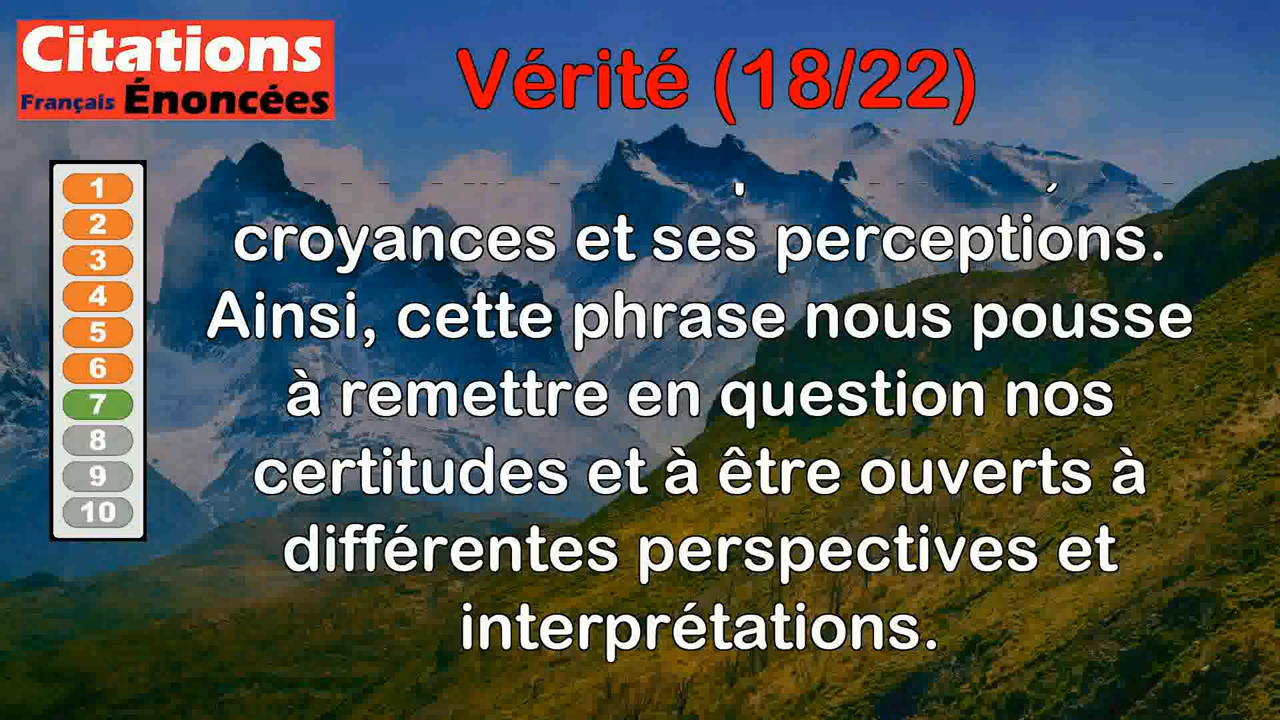 Citations
Français Énoncées
Vérité (18/22)
1
2
3
4
5
6
7
8
9
10
croyances et ses perceptions.
Ainsi, cette phrase nous pousse
à remettre en question nos
certitudes et à être ouverts à
différentes perspectives et
interprétations.